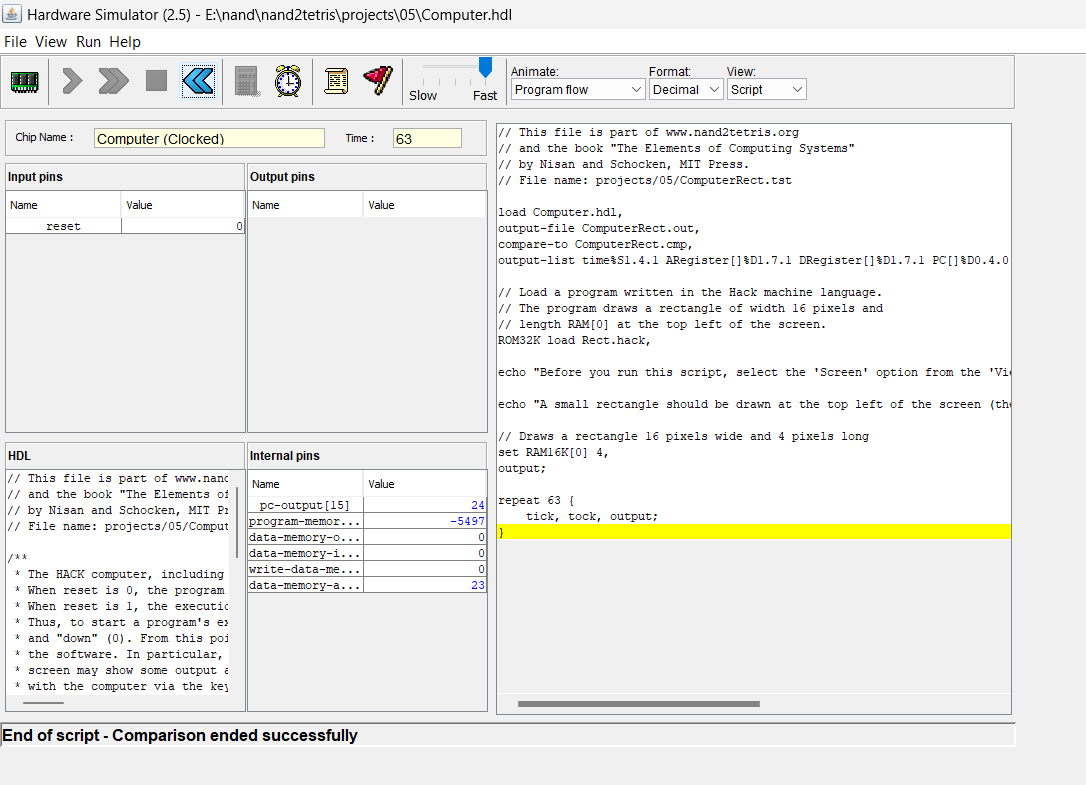 Hardware Simulator (2.5) - E:\nand\nand2tetris\projects\05\Computer.hdl
File View Run Help
Slow Fast
Animate: Format: View:
Program flow Decimal Script
Chip Name : Computer (Clocked) Time : 63
Input pins
Name Value
reset 0
Output pins
Name Value
HDL
// This file is part of www.nanc
// and the book "The Elements of
// by Nisan and Schocken, MIT Pr
// File name: projects/05/Comput
/**
* The HACK computer, including
* When reset is 0, the program
* When reset is 1, the executio
* Thus, to start a program's ex
* and "down" (0). From this poi
* the software. In particular,
* screen may show some output a
* with the computer via the key
Internal pins
Name Value
pc-output[15] 24
program-memor... -5497
data-memory-o... 0
data-memory-i... 0
write-data-me... 0
data-memory-a... 23
// This file is part of www.nand2tetris.org
// and the book "The Elements of Computing Systems"
// by Nisan and Schocken, MIT Press.
// File name: projects/05/ComputerRect.tst
load Computer.hdl,
output-file ComputerRect.out,
compare-to ComputerRect.cmp,
output-list time%S1.4.1 ARegister[]%D1.7.1 DRegister[]%D1.7.1 PC[]%D0.4.0
// Load a program written in the Hack machine language.
// The program draws a rectangle of width 16 pixels and
// length RAM[0] at the top left of the screen.
ROM32K load Rect.hack,
echo "Before you run this script, select the 'Screen' option from the 'Vie
echo "A small rectangle should be drawn at the top left of the screen (the
// Draws a rectangle 16 pixels wide and 4 pixels long
set RAM16K[0] 4,
output;
repeat 63 {
tick, tock, output;
}
End of script - Comparison ended successfully